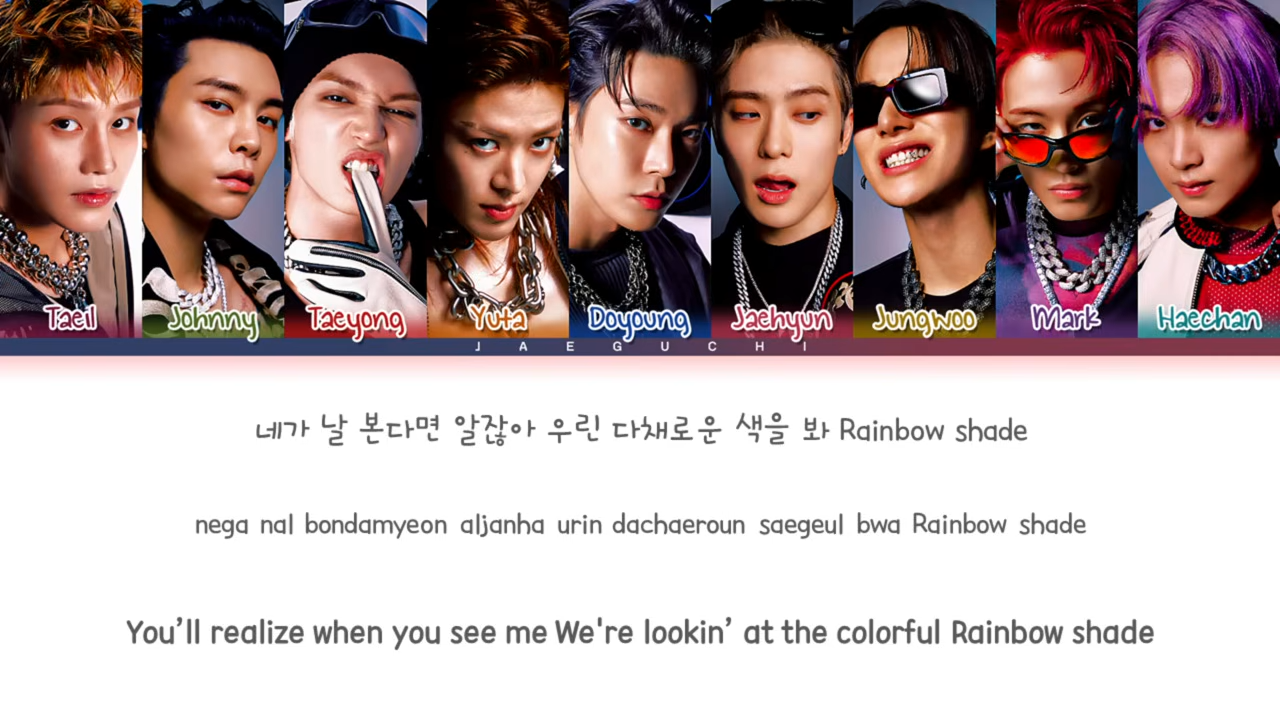 Taeil Johnny Taeyong Yuta Doyoung Jaehyun Jungwoo Mark Haechan
JAEGUCHI
네가 날 본다면 알잖아 우린 다채로운 색을 봐 Rainbow shade
nega nal bondamyeon aljanha urin dachaeroun saegeul bwa Rainbow shade
You’ll realize when you see me We're lookin’ at the colorful Rainbow shade